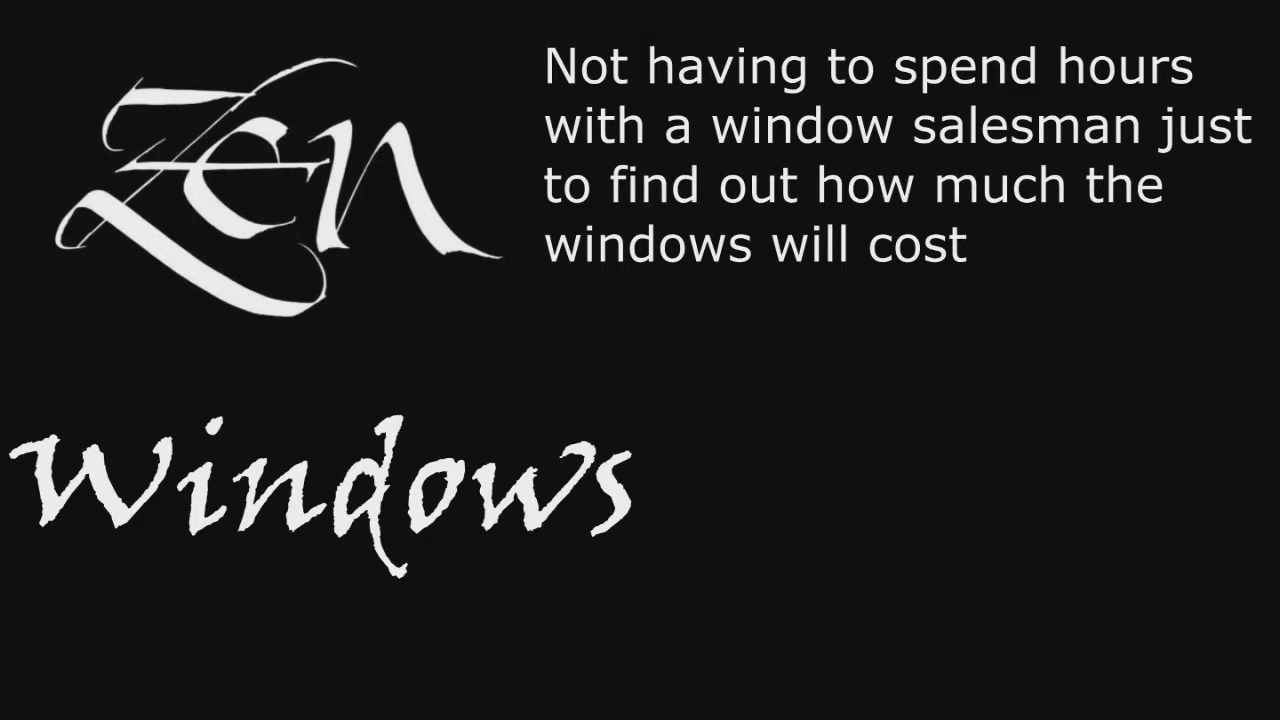 Zen
Not having to spend hours
with a window salesman just
to find out how much the
windows will cost
Windows